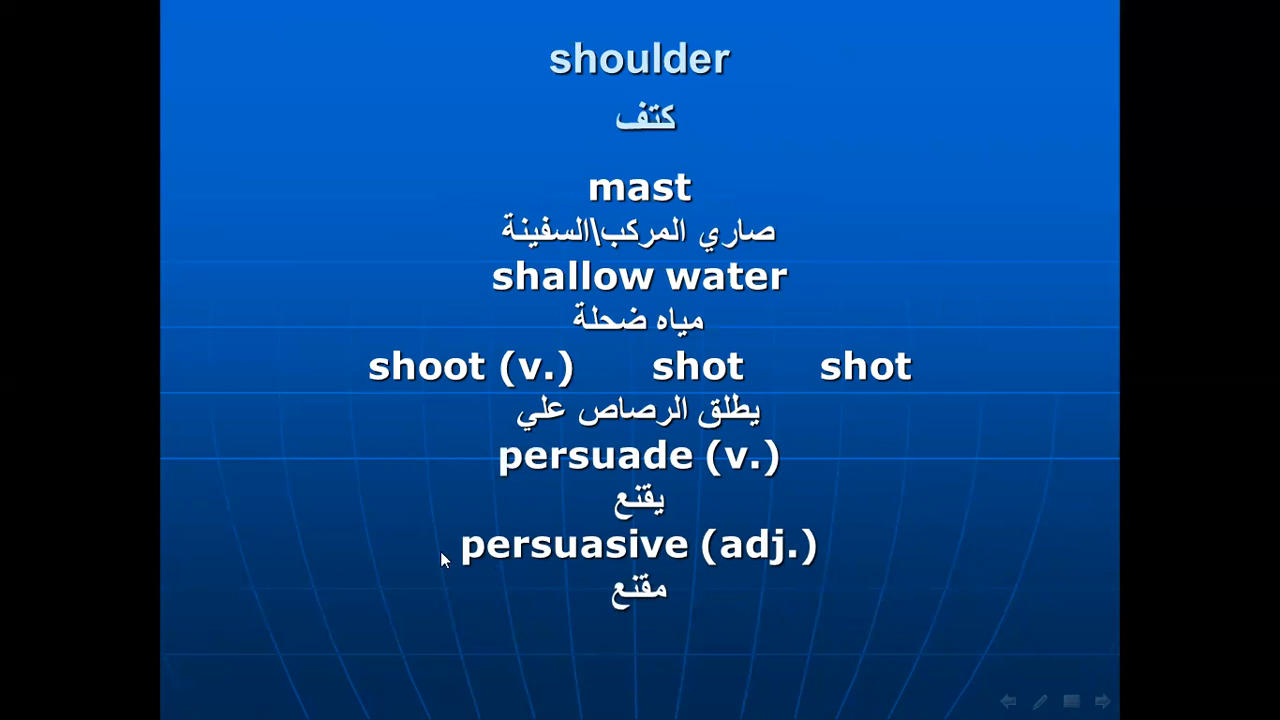 shoulder
كتف
mast
صاري المركب\السفينة
shallow water
مياه ضحلة
shoot (v.) shot shot
يطلق الرصاص علي
persuade (v.)
يقنع
persuasive (adj.)
مقنع